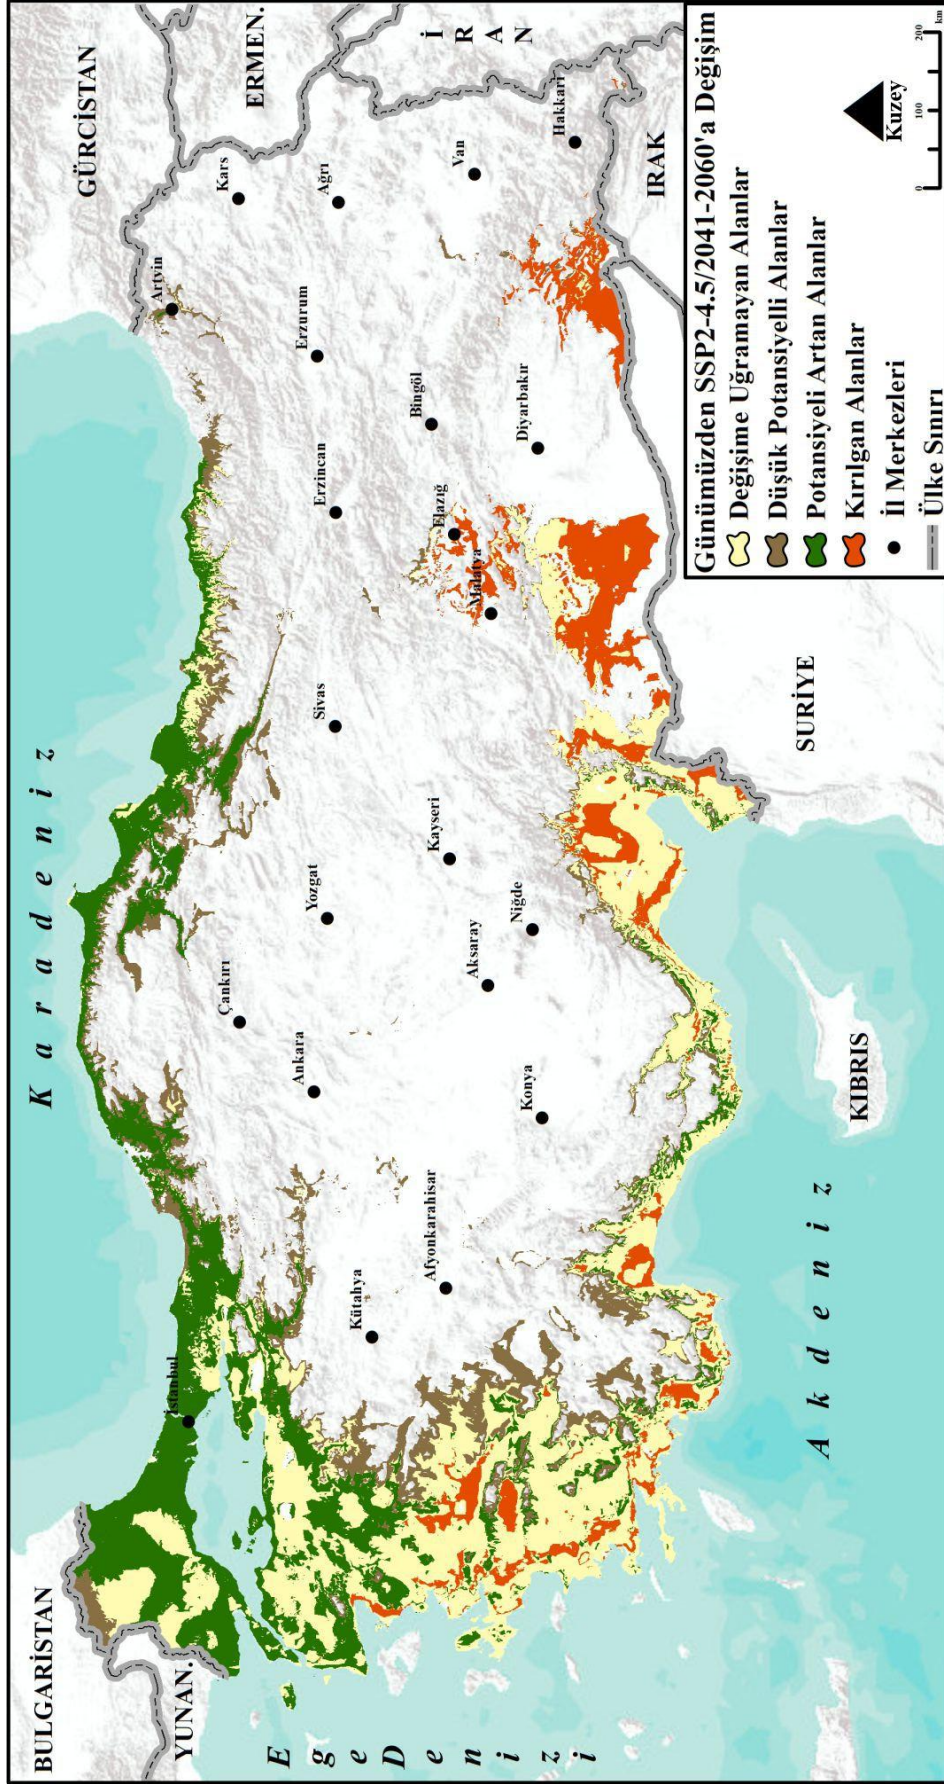 BULGARİSTAN
YUNAN.
GÜRCİSTAN
ERMEN.
İRAN
IRAK
SURİYE
KIBRIS
Karadeniz
Ege Denizi
Akdeniz
İstanbul
Artvin
Kars
Çankırı
Ankara
Yozgat
Sivas
Erzincan
Erzurum
Ağrı
Kütahya
Afyonkarahisar
Kayseri
Elazığ
Malatya
Bingöl
Van
Konya
Aksaray
Niğde
Diyarbakır
Hakkari
Günümüzden SSP2-4.5/2041-2060'a Değişim
Değişime Uğramayan Alanlar
Düşük Potansiyelli Alanlar
Potansiyeli Artan Alanlar
Kırılgan Alanlar
İl Merkezleri
Ülke Sınırı
Kuzey
0 100 200
km